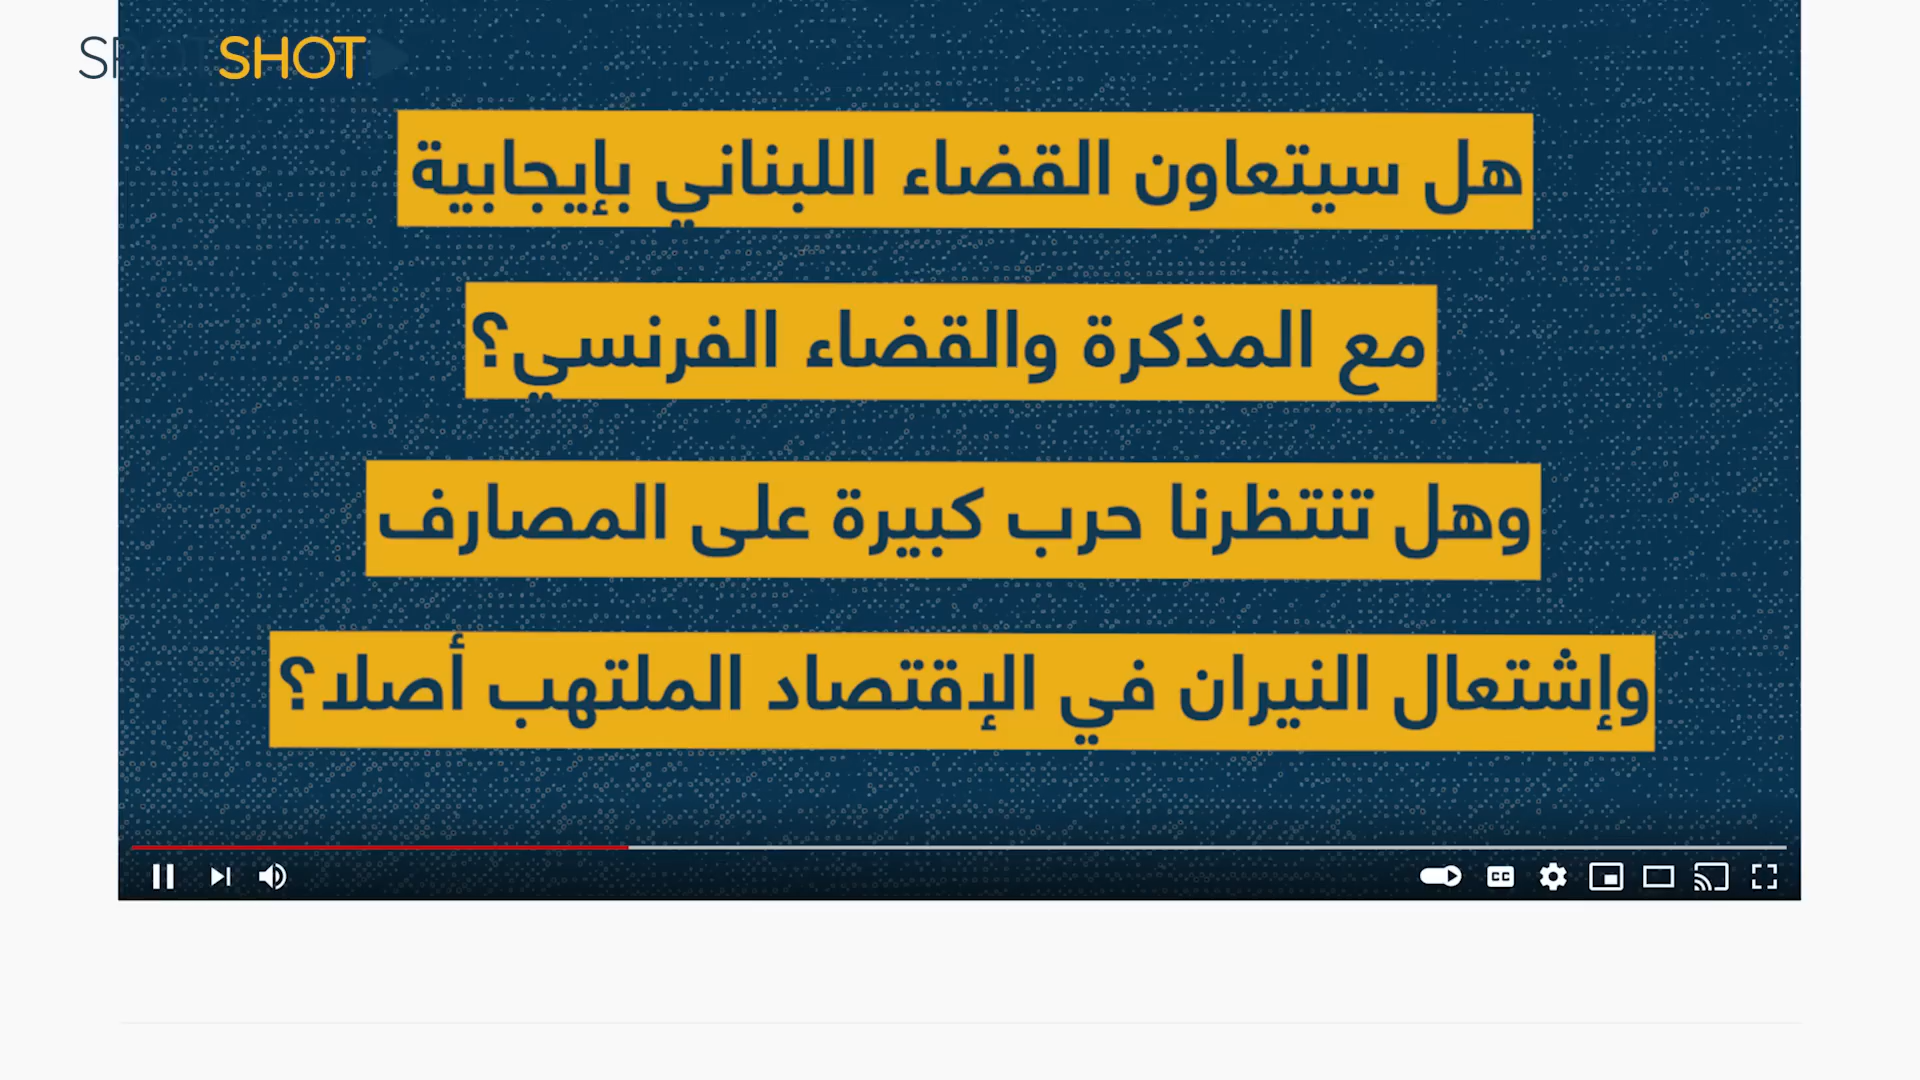 SHOT
هل سيتعاون القضاء اللبناني بإيجابية
مع المذكرة والقضاء الفرنسي؟
وهل تنتظرنا حرب كبيرة على المصارف
وإشتعال النيران في الإقتصاد الملتهب أصلا؟
CC